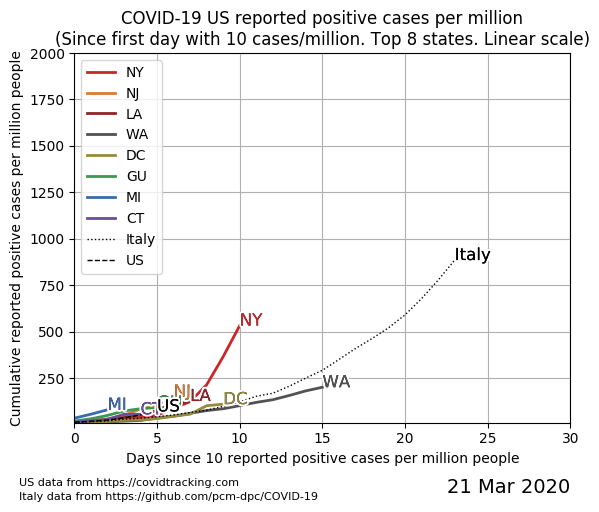 COVID-19 US reported positive cases per million
(Since first day with 10 cases/million. Top 8 states. Linear scale)
Cumulative reported positive cases per million people
2000
1750
1500
1250
1000
750
500
250
NY
NJ
LA
WA
DC
GU
MI
CT
Italy
US
Italy
NY
WA
NJ
LA
DC
MI
US
0
5
10
15
20
25
30
Days since 10 reported positive cases per million people
US data from https://covidtracking.com
Italy data from https://github.com/pcm-dpc/COVID-19
21 Mar 2020